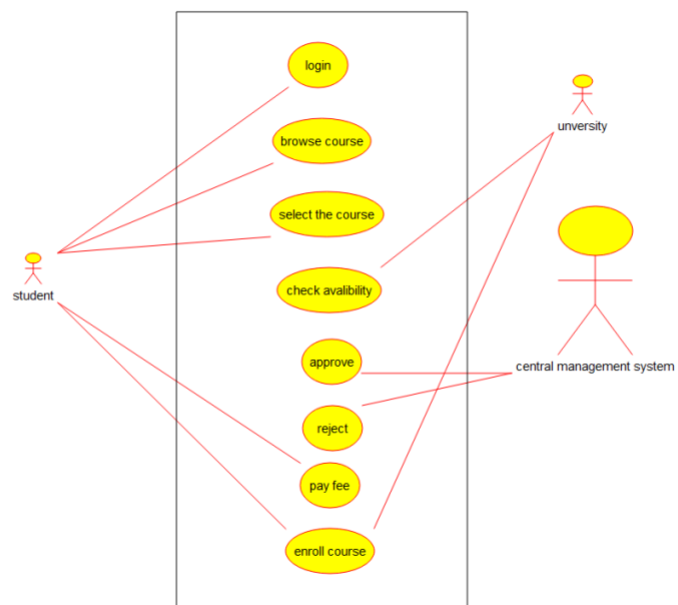 login
unversity
browse course
select the course
student
check avalibility
approve
central management system
reject
pay fee
enroll course